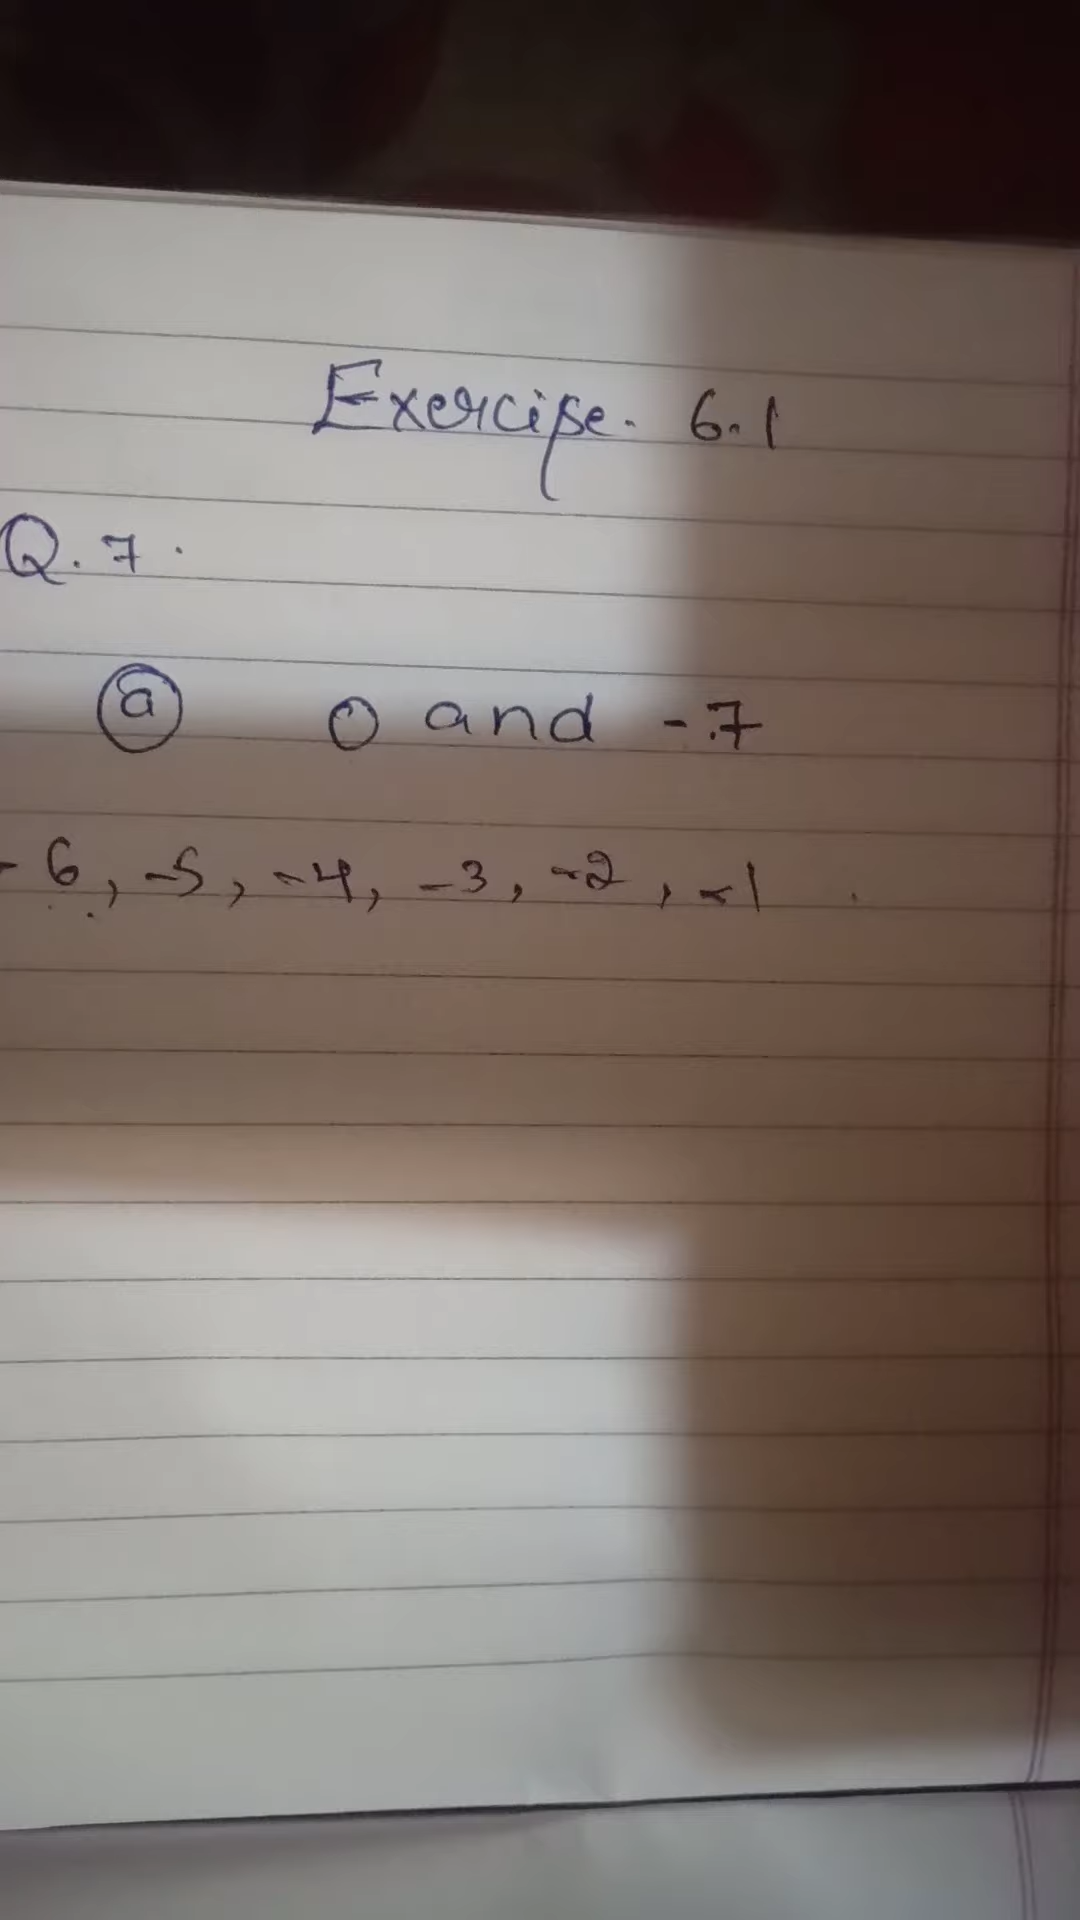 Exercise. 6.1
Q. 7.
a 0 and -7
- 6, -5, -4, -3, -2, -1